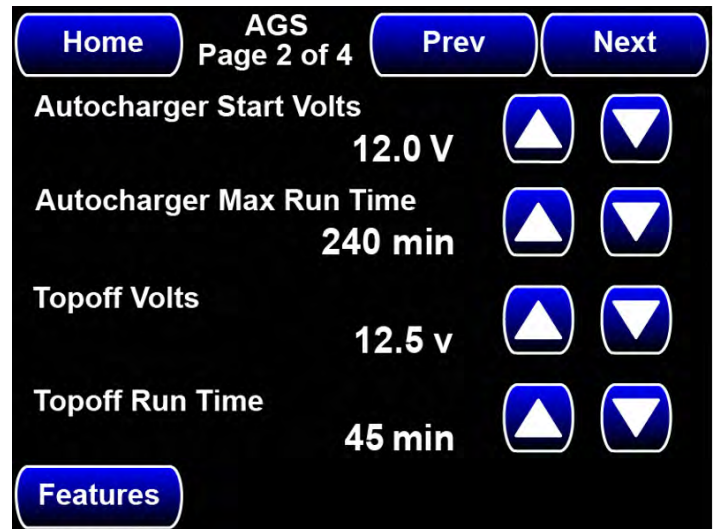 Home
AGS
Page 2 of 4
Prev
Next
Autocharger Start Volts
12.0 V
Autocharger Max Run Time
240 min
Topoff Volts
12.5 v
Topoff Run Time
45 min
Features